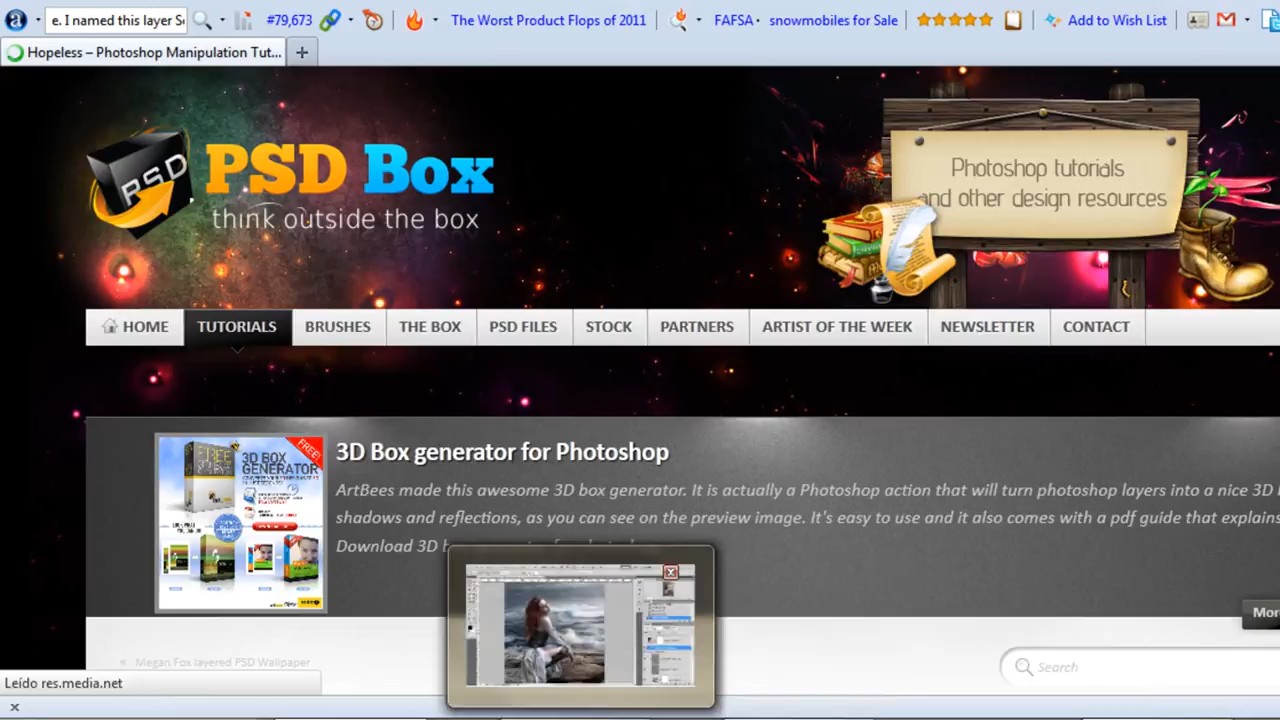 e. I named this layer Se
#79,673
The Worst Product Flops of 2011
FAFSA
snowmobiles for Sale
Add to Wish List
Hopeless – Photoshop Manipulation Tut...
PSD
PSD Box
think outside the box
Photoshop tutorials
and other design resources
HOME
TUTORIALS
BRUSHES
THE BOX
PSD FILES
STOCK
PARTNERS
ARTIST OF THE WEEK
NEWSLETTER
CONTACT
FREE!
3D BOX
GENERATOR
3D Box generator for Photoshop
ArtBees made this awesome 3D box generator. It is actually a Photoshop action that will turn photoshop layers into a nice 3D
shadows and reflections, as you can see on the preview image. It's easy to use and it also comes with a pdf guide that explains
Download 3D
Mor
« Megan Fox layered PSD Wallpaper
Search
Leído res.media.net